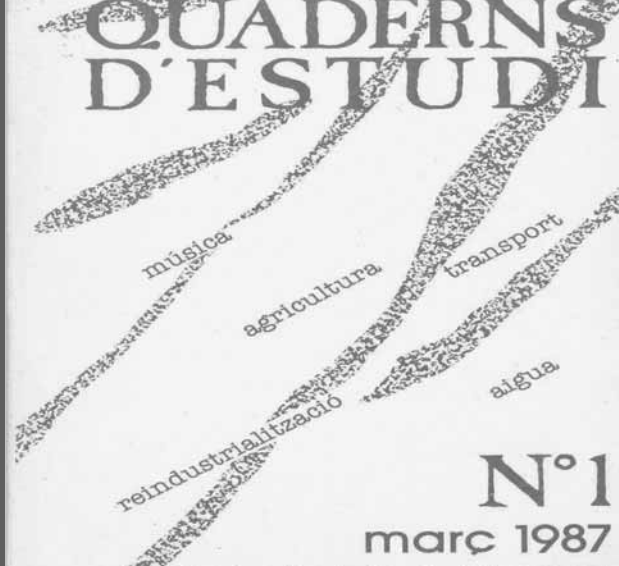 QUADERNS
D'ESTUDI
música
transport
agricultura
aigua
reindustrialització
N°1
març 1987